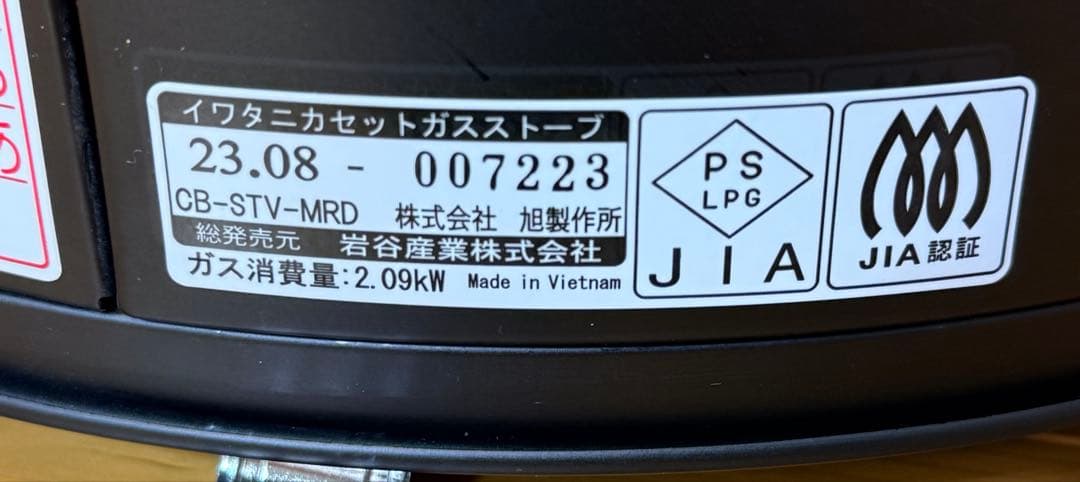 イワタニカセットガスストーブ
23.08 - 007223
CB-STV-MRD 株式会社 旭製作所
総発売元 岩谷産業株式会社
ガス消費量:2.09kW Made in Vietnam
PS
LPG
JIA
JIA認証